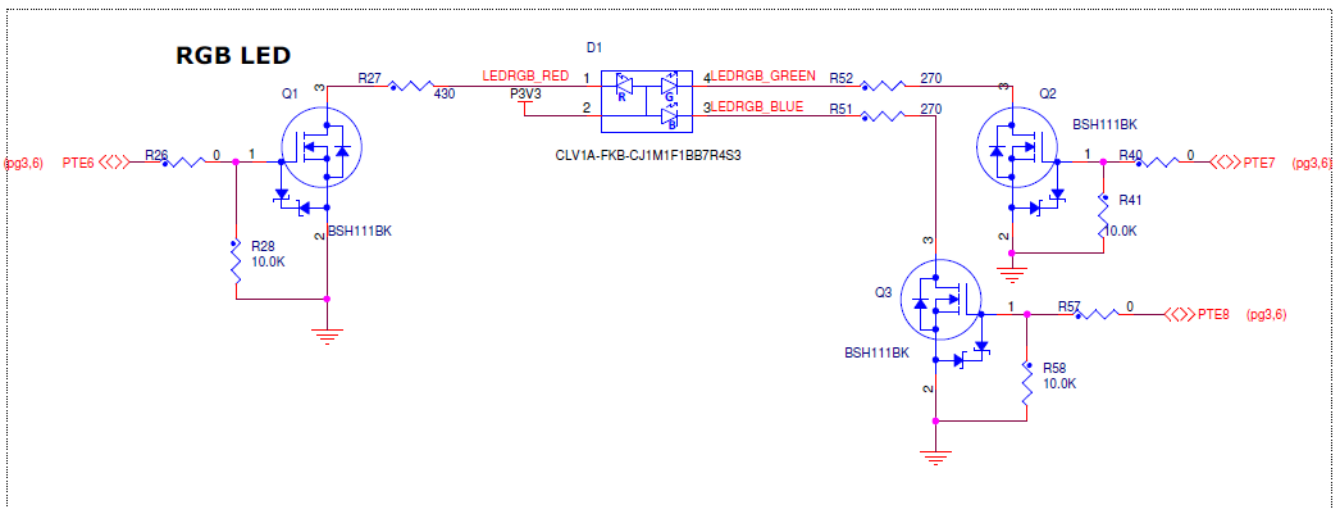 RGB LED
D1
R27
430
LEDRGB_RED
1
P3V3
2
R
G
B
4
LEDRGB_GREEN
3
LEDRGB_BLUE
R52
270
R51
270
CLV1A-FKB-CJ1M1F1BB7R4S3
Q1
3
(pg3,6)
PTE6
R26
0
1
2
BSH111BK
R28
10.0K
Q2
3
BSH111BK
1
R40
0
PTE7
(pg3,6)
R41
10.0K
2
Q3
3
BSH111BK
1
R57
0
PTE8
(pg3,6)
R58
10.0K
2